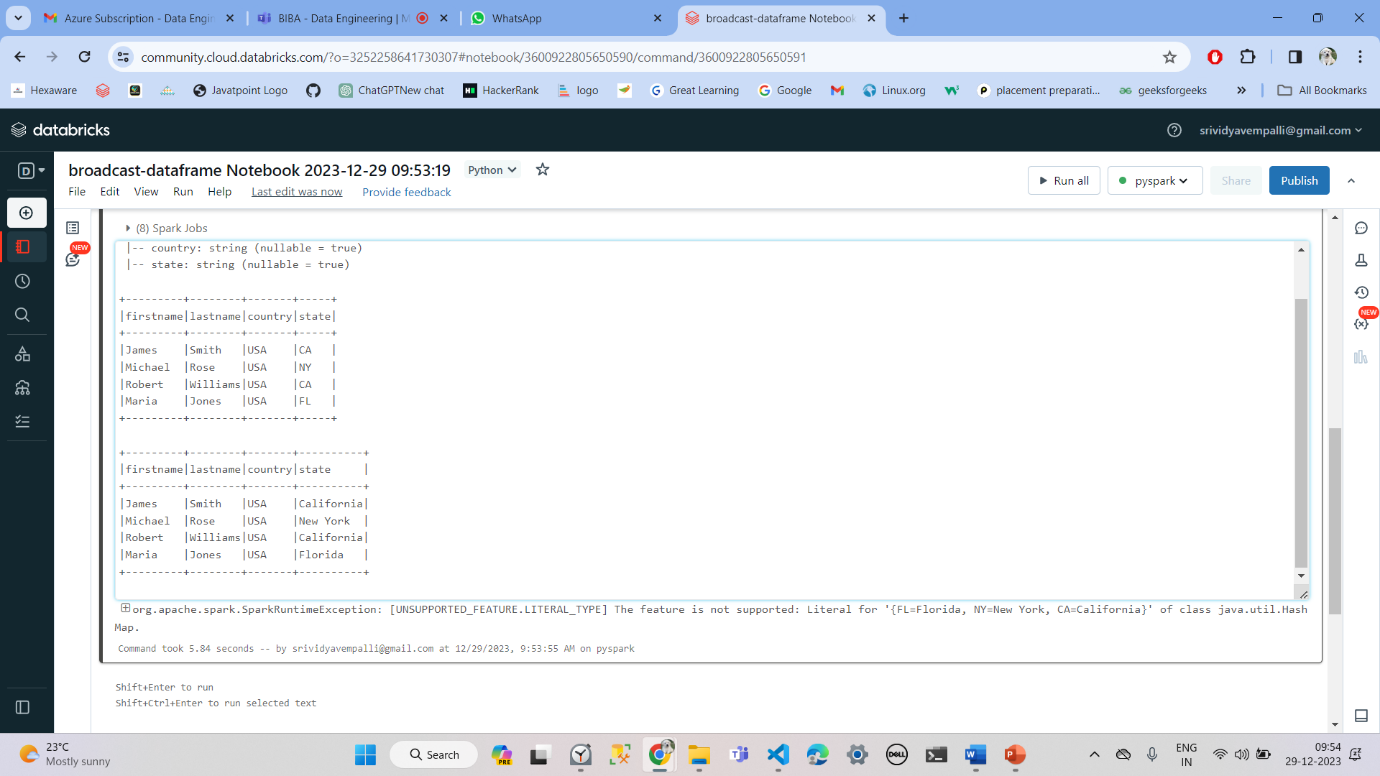 Azure Subscription - Data Engin
BIBA - Data Engineering | M
WhatsApp
broadcast-dataframe Notebook
community.cloud.databricks.com/?o=3252258641730307#notebook/3600922805650590/command/3600922805650591
Hexaware
Javatpoint Logo
ChatGPTNew chat
HackerRank
logo
Great Learning
Google
Linux.org
placement preparati...
geeksforgeeks
All Bookmarks
databricks
srividyavempalli@gmail.com
D
broadcast-dataframe Notebook 2023-12-29 09:53:19 Python
File Edit View Run Help Last edit was now Provide feedback
Run all
pyspark
Share
Publish
NEW
NEW
(8) Spark Jobs
|-- country: string (nullable = true)
|-- state: string (nullable = true)
+---------+--------+-------+-----+
|firstname|lastname|country|state|
+---------+--------+-------+-----+
|James    |Smith   |USA    |CA   |
|Michael  |Rose    |USA    |NY   |
|Robert   |Williams|USA    |CA   |
|Maria    |Jones   |USA    |FL   |
+---------+--------+-------+-----+
+---------+--------+-------+----------+
|firstname|lastname|country|state     |
+---------+--------+-------+----------+
|James    |Smith   |USA    |California|
|Michael  |Rose    |USA    |New York  |
|Robert   |Williams|USA    |California|
|Maria    |Jones   |USA    |Florida   |
+---------+--------+-------+----------+
org.apache.spark.SparkRuntimeException: [UNSUPPORTED_FEATURE.LITERAL_TYPE] The feature is not supported: Literal for '{FL=Florida, NY=New York, CA=California}' of class java.util.Hash
Map.
Command took 5.84 seconds -- by srividyavempalli@gmail.com at 12/29/2023, 9:53:55 AM on pyspark
Shift+Enter to run
Shift+Ctrl+Enter to run selected text
23°C
Mostly sunny
Search
PRE
DELL
ENG
IN
09:54
29-12-2023